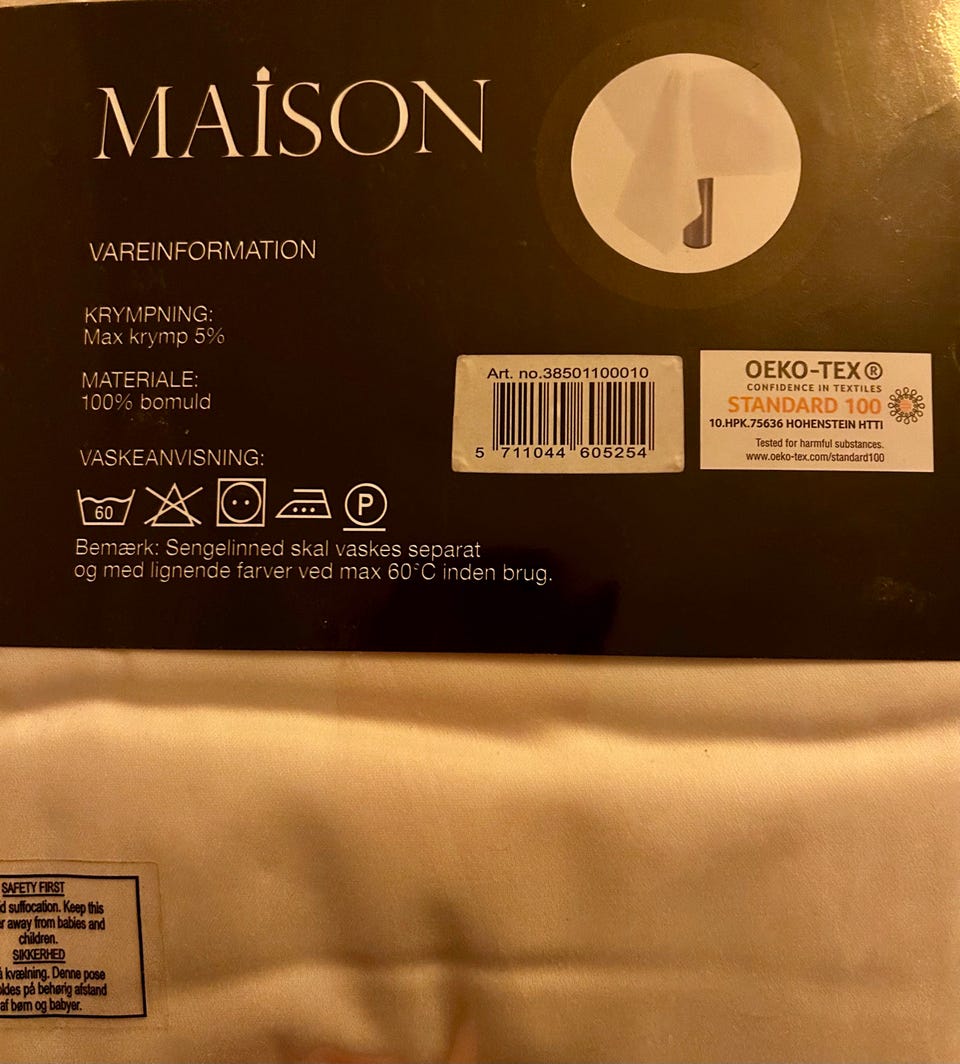 MAISON
VAREINFORMATION
KRYMPNING:
Max krymp 5%
MATERIALE:
100% bomuld
VASKEANVISNING:
60
P
Bemærk: Sengelinned skal vaskes separat
og med lignende farver ved max 60°C inden brug.
Art. no.38501100010
5 711044 605254
OEKO-TEX®
CONFIDENCE IN TEXTILES
STANDARD 100
10.HPK.75636 HOHENSTEIN HTTI
Tested for harmful substances.
www.oeko-tex.com/standard100
SAFETY FIRST
suffocation. Keep this
away from babies and
children.
SIKKERHED
kvælning. Denne pose
på behørig afstand
af børn og babyer.